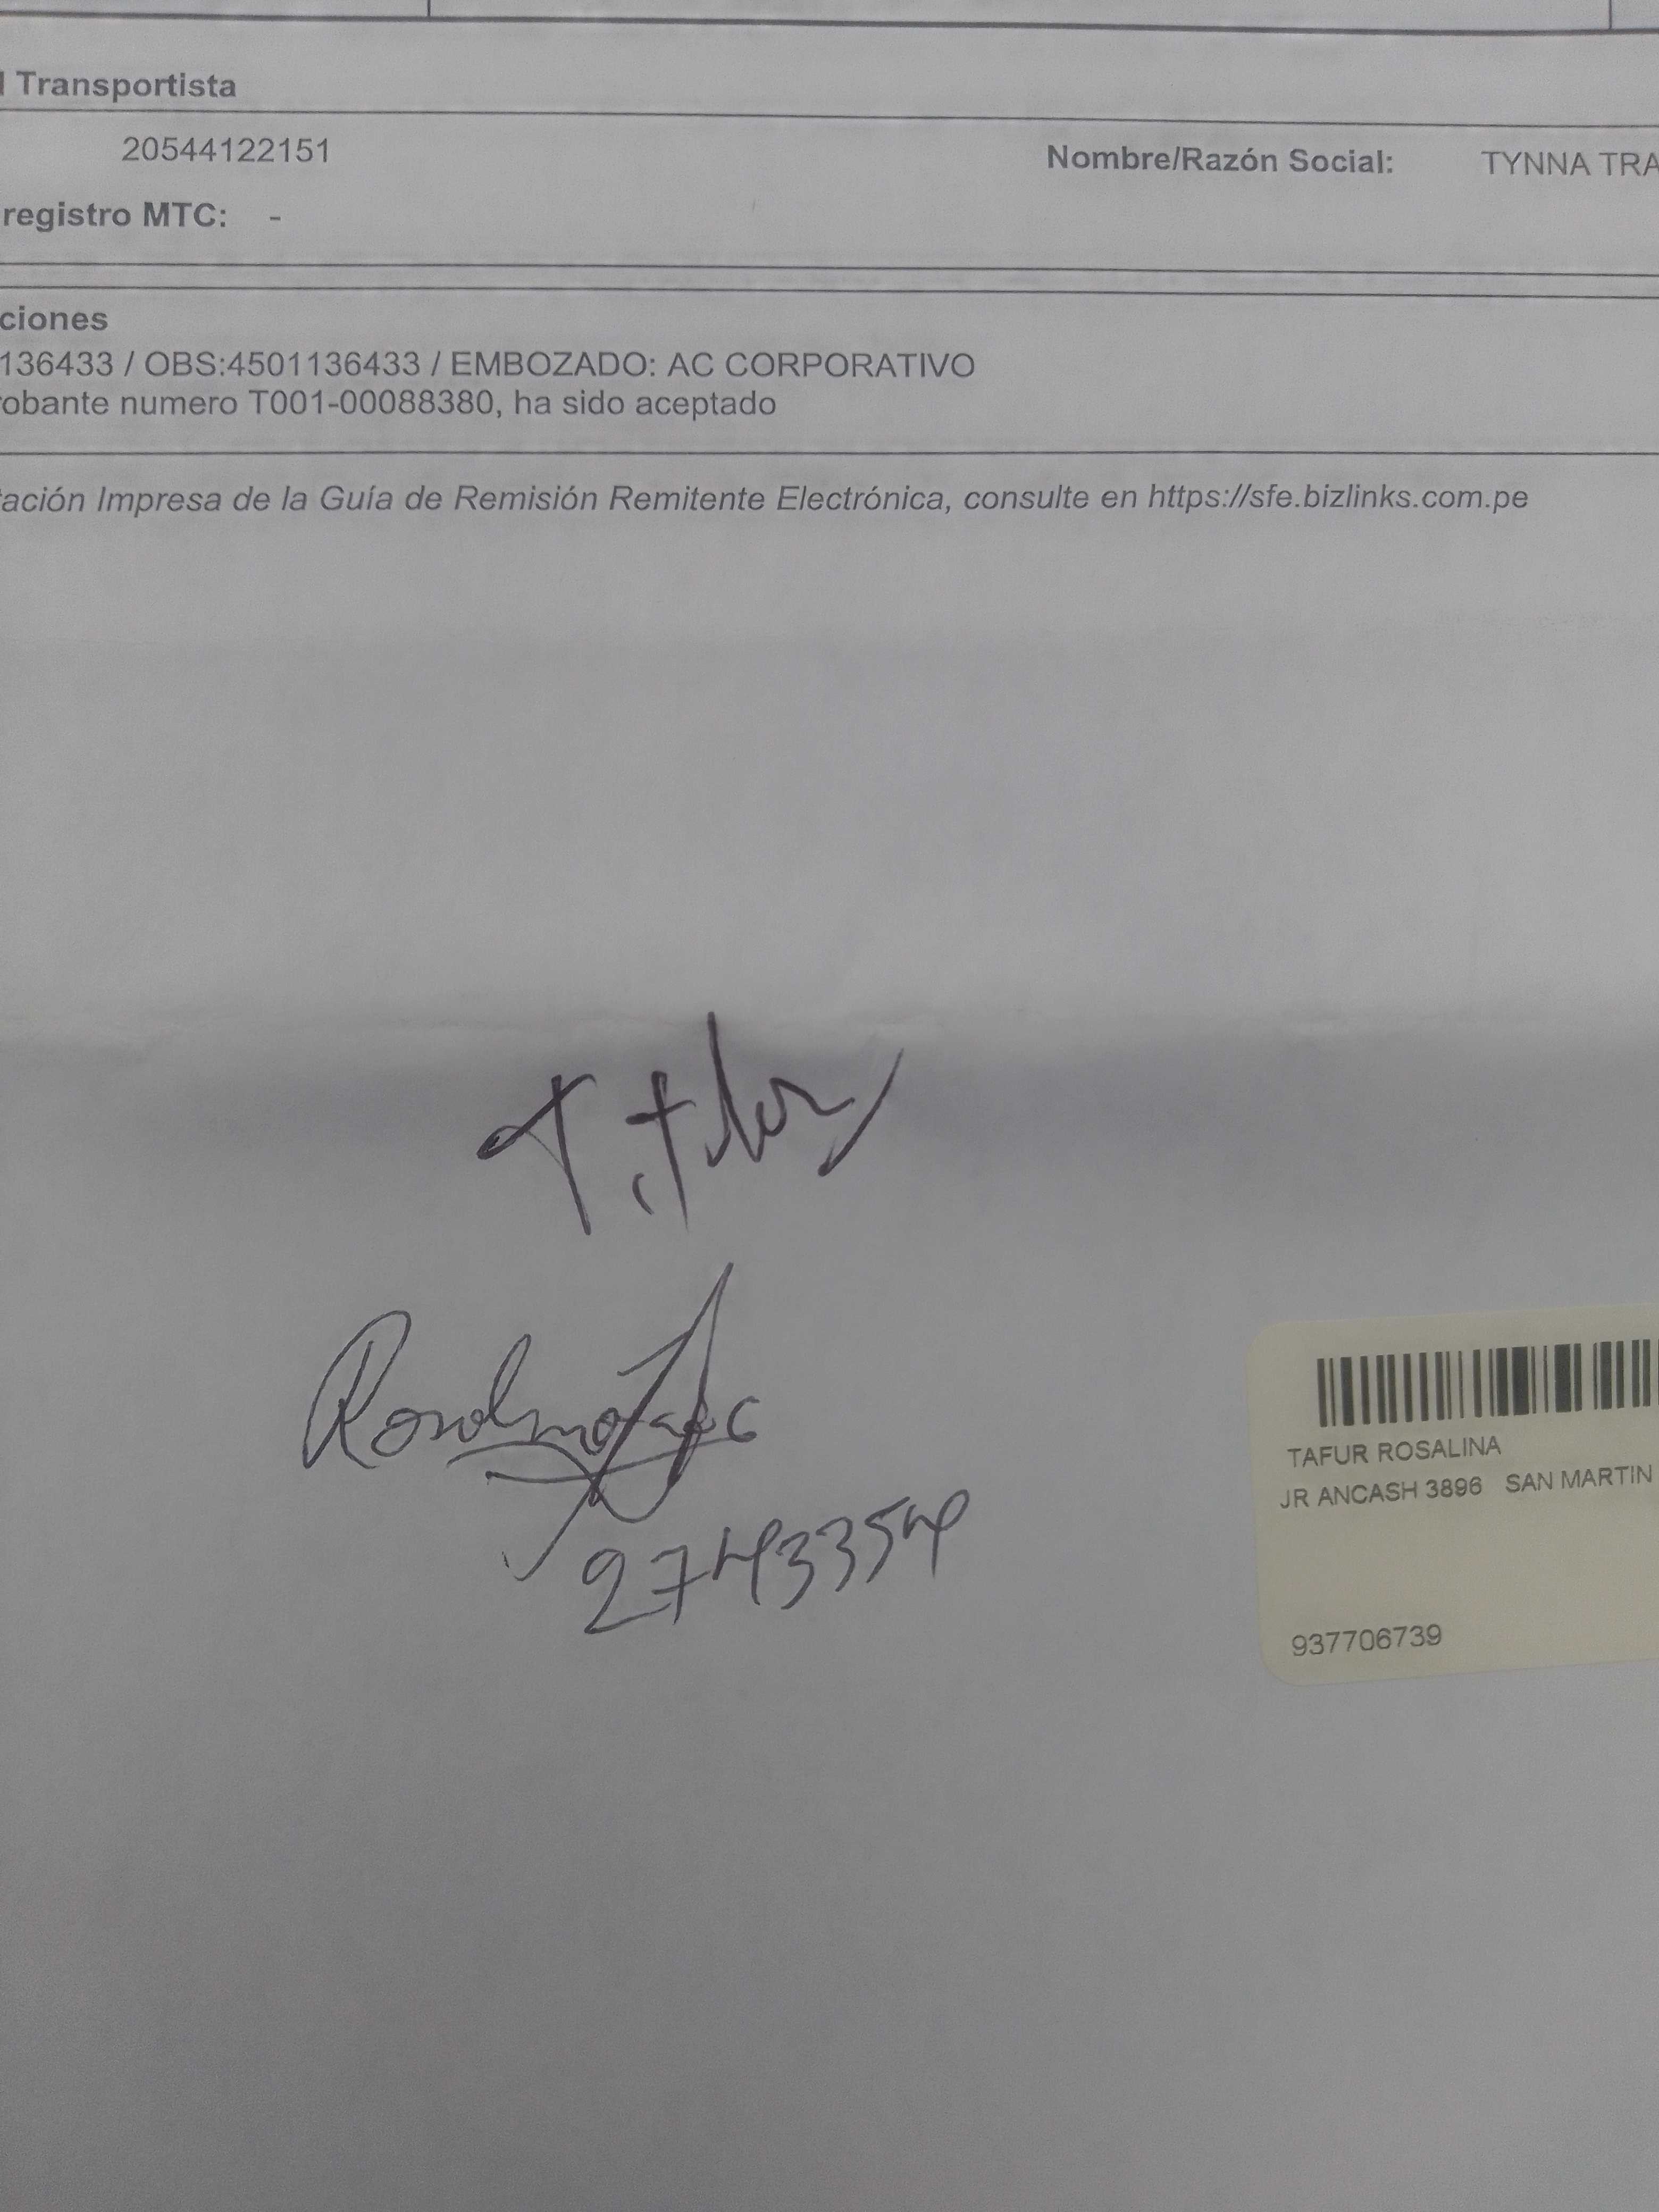 l Transportista
20544122151 Nombre/Razón Social: TYNNA TRA
registro MTC: -
ciones
136433 / OBS:4501136433 / EMBOZADO: AC CORPORATIVO
robante numero T001-00088380, ha sido aceptado
tación Impresa de la Guía de Remisión Remitente Electrónica, consulte en https://sfe.bizlinks.com.pe
TAFUR ROSALINA
JR ANCASH 3896 SAN MARTIN
937706739